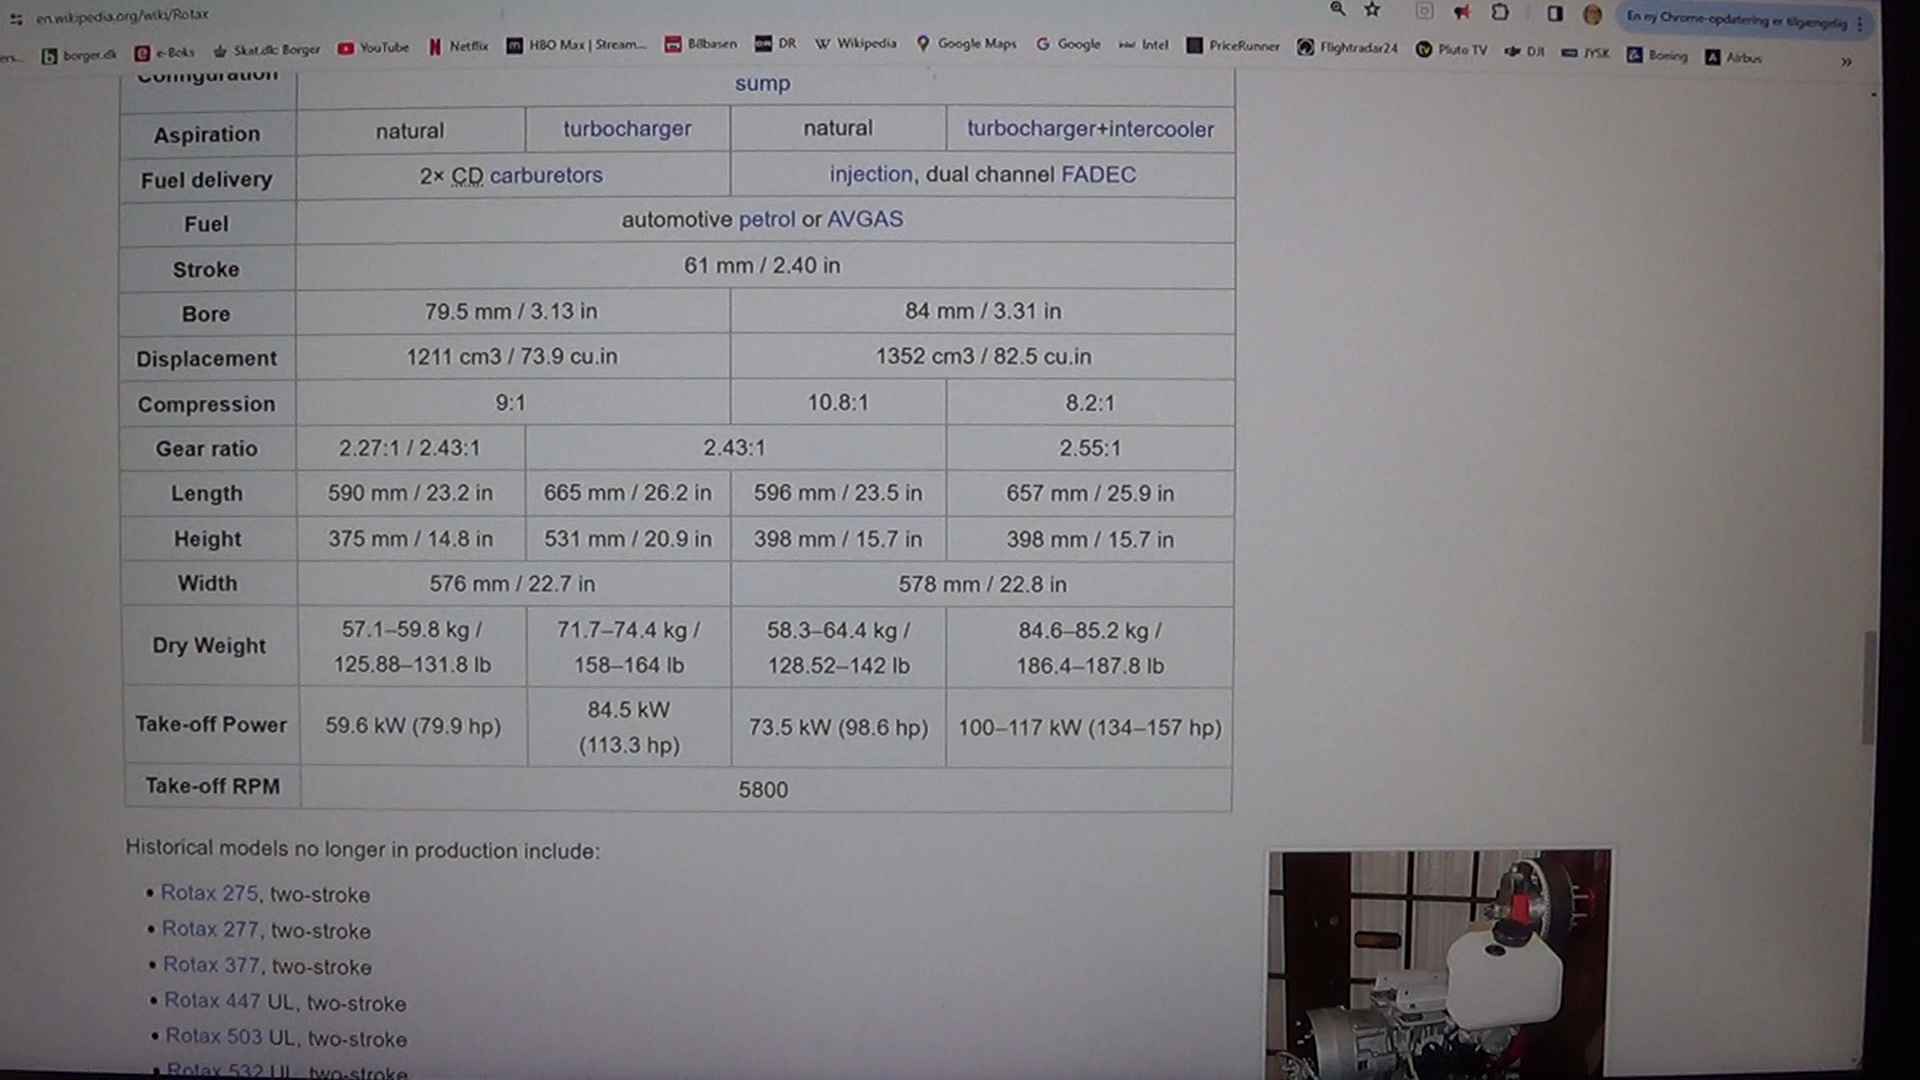 en.wikipedia.org/wiki/Rotax
En ny Chrome-opdatering er tilgængelig
borger.dk e-Boks Skat.dk: Borger YouTube Netflix HBO Max | Stream... Bilbasen DR Wikipedia Google Maps Google Intel PriceRunner Flightradar24 Pluto TV DJI JYSK Boeing Airbus »
Configuration sump
Aspiration natural turbocharger natural turbocharger+intercooler
Fuel delivery 2× CD carburetors injection, dual channel FADEC
Fuel automotive petrol or AVGAS
Stroke 61 mm / 2.40 in
Bore 79.5 mm / 3.13 in 84 mm / 3.31 in
Displacement 1211 cm3 / 73.9 cu.in 1352 cm3 / 82.5 cu.in
Compression 9:1 10.8:1 8.2:1
Gear ratio 2.27:1 / 2.43:1 2.43:1 2.55:1
Length 590 mm / 23.2 in 665 mm / 26.2 in 596 mm / 23.5 in 657 mm / 25.9 in
Height 375 mm / 14.8 in 531 mm / 20.9 in 398 mm / 15.7 in 398 mm / 15.7 in
Width 576 mm / 22.7 in 578 mm / 22.8 in
Dry Weight 57.1–59.8 kg / 71.7–74.4 kg / 58.3–64.4 kg / 84.6–85.2 kg /
125.88–131.8 lb 158–164 lb 128.52–142 lb 186.4–187.8 lb
Take-off Power 59.6 kW (79.9 hp) 84.5 kW (113.3 hp) 73.5 kW (98.6 hp) 100–117 kW (134–157 hp)
Take-off RPM 5800
Historical models no longer in production include:
• Rotax 275, two-stroke
• Rotax 277, two-stroke
• Rotax 377, two-stroke
• Rotax 447 UL, two-stroke
• Rotax 503 UL, two-stroke
• Rotax 532 UL, two-stroke